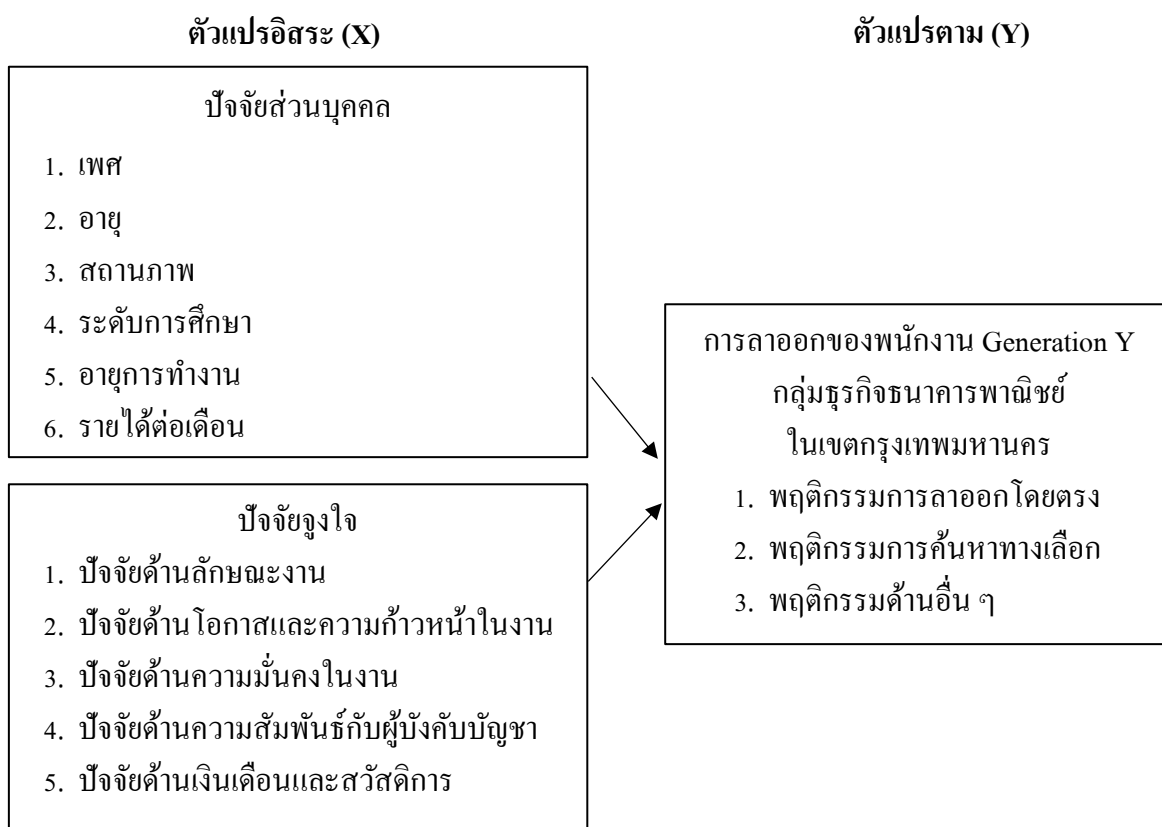 ตัวแปรอิสระ (X)
ปัจจัยส่วนบุคคล
1. เพศ
2. อายุ
3. สถานภาพ
4. ระดับการศึกษา
5. อายุการทำงาน
6. รายได้ต่อเดือน
ปัจจัยจูงใจ
1. ปัจจัยด้านลักษณะงาน
2. ปัจจัยด้านโอกาสและความก้าวหน้าในงาน
3. ปัจจัยด้านความมั่นคงในงาน
4. ปัจจัยด้านความสัมพันธ์กับผู้บังคับบัญชา
5. ปัจจัยด้านเงินเดือนและสวัสดิการ
ตัวแปรตาม (Y)
การลาออกของพนักงาน Generation Y
กลุ่มธุรกิจธนาคารพาณิชย์
ในเขตกรุงเทพมหานคร
1. พฤติกรรมการลาออกโดยตรง
2. พฤติกรรมการค้นหาทางเลือก
3. พฤติกรรมด้านอื่น ๆ